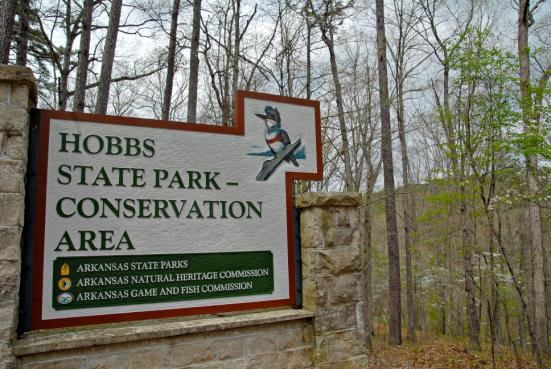 HOBBS
STATE PARK –
CONSERVATION
AREA
ARKANSAS STATE PARKS
ARKANSAS NATURAL HERITAGE COMMISSION
ARKANSAS GAME AND FISH COMMISSION